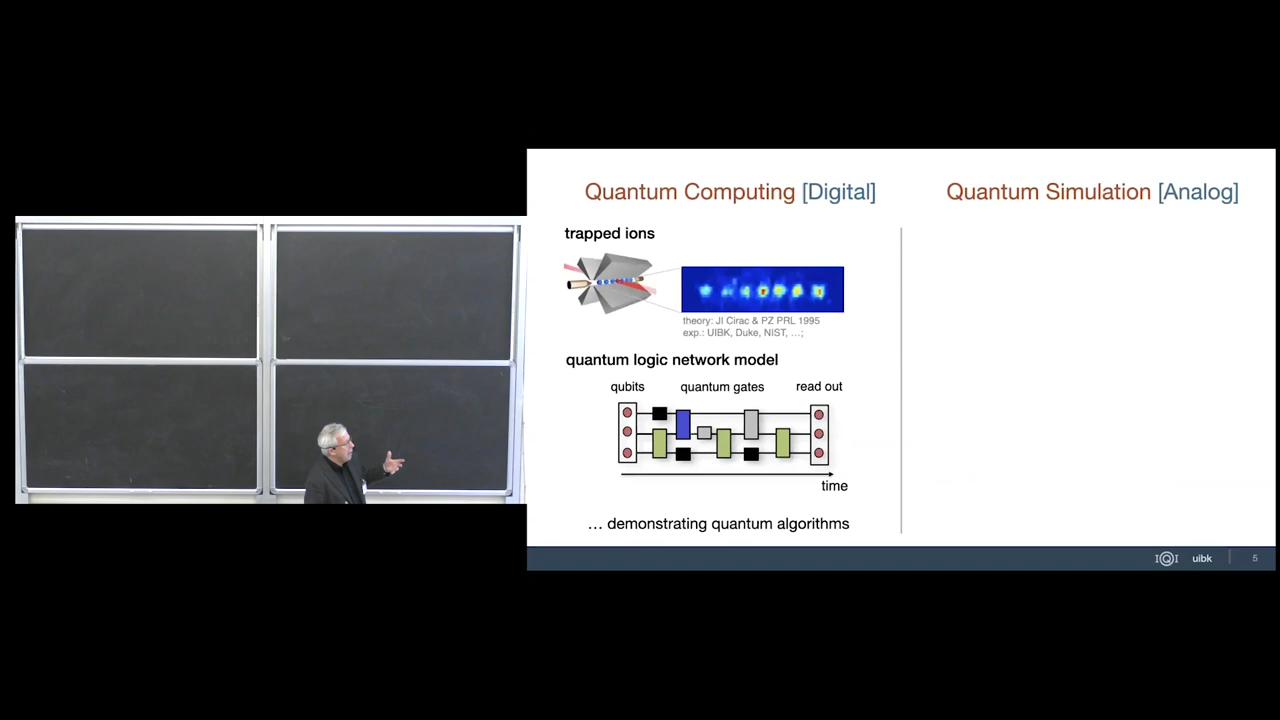 Quantum Computing [Digital]
Quantum Simulation [Analog]
trapped ions
theory: JI Cirac & PZ PRL 1995
exp.: UIBK, Duke, NIST, …;
quantum logic network model
qubits
quantum gates
read out
time
… demonstrating quantum algorithms
IQI
uibk
5